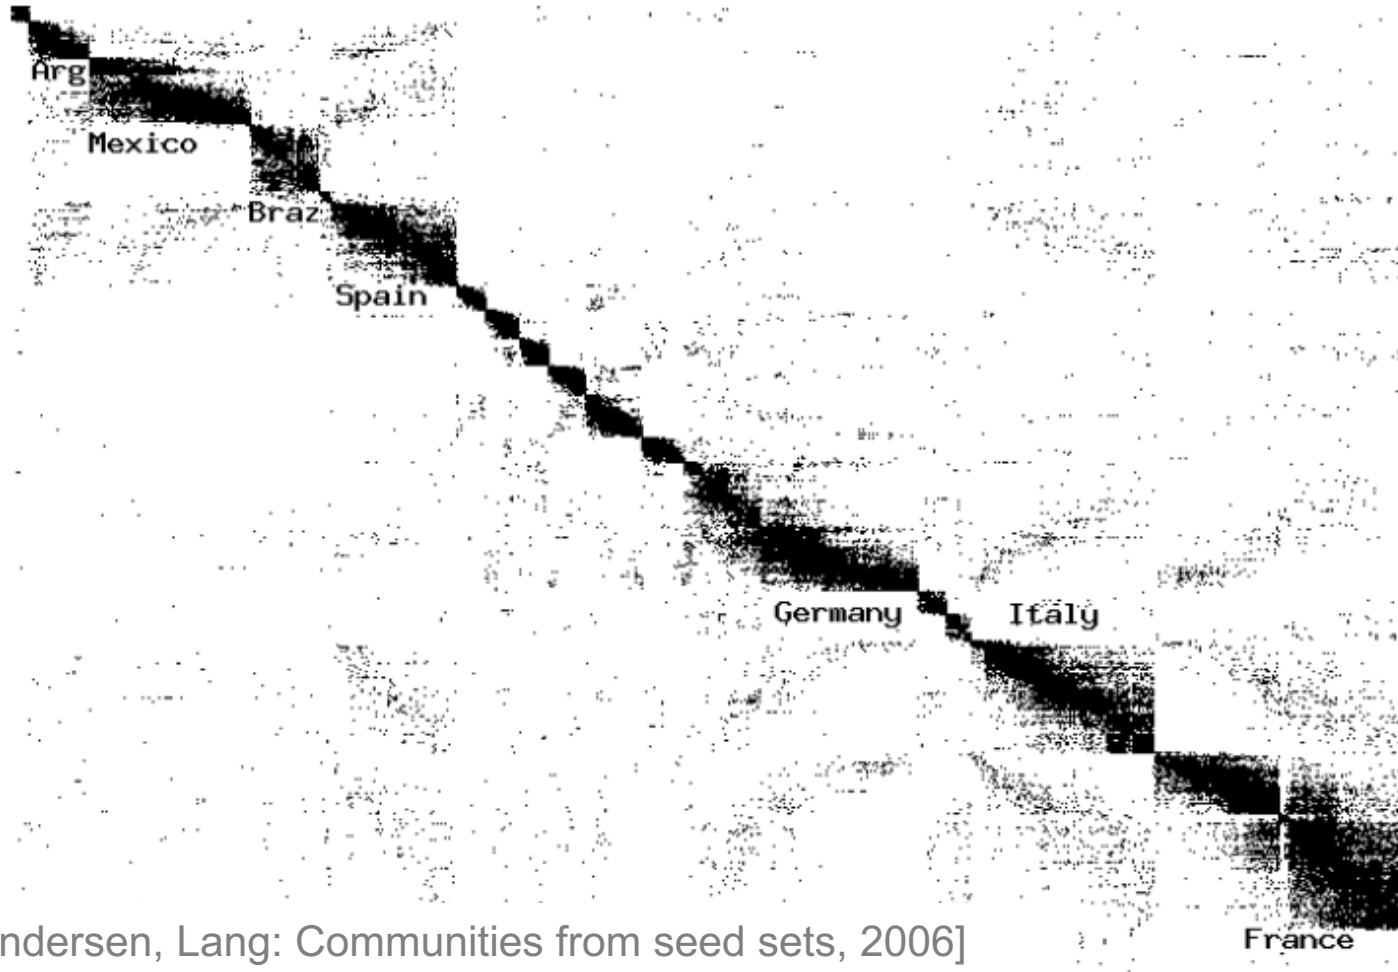 Arg
Mexico
Braz
Spain
Germany
Italy
ndersen, Lang: Communities from seed sets, 2006]
France